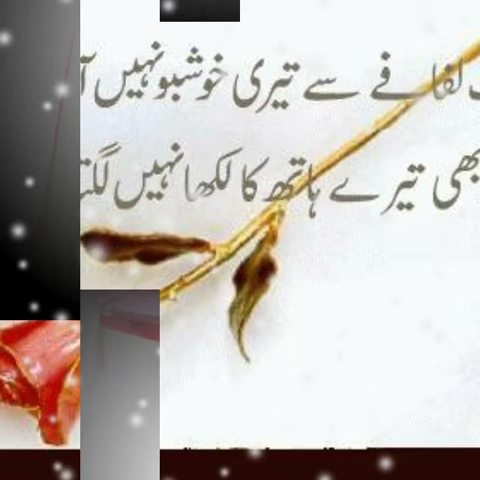 لفافے سے تیری خوشبو نہیں
بھی تیرے ہاتھ کا لکھا نہیں